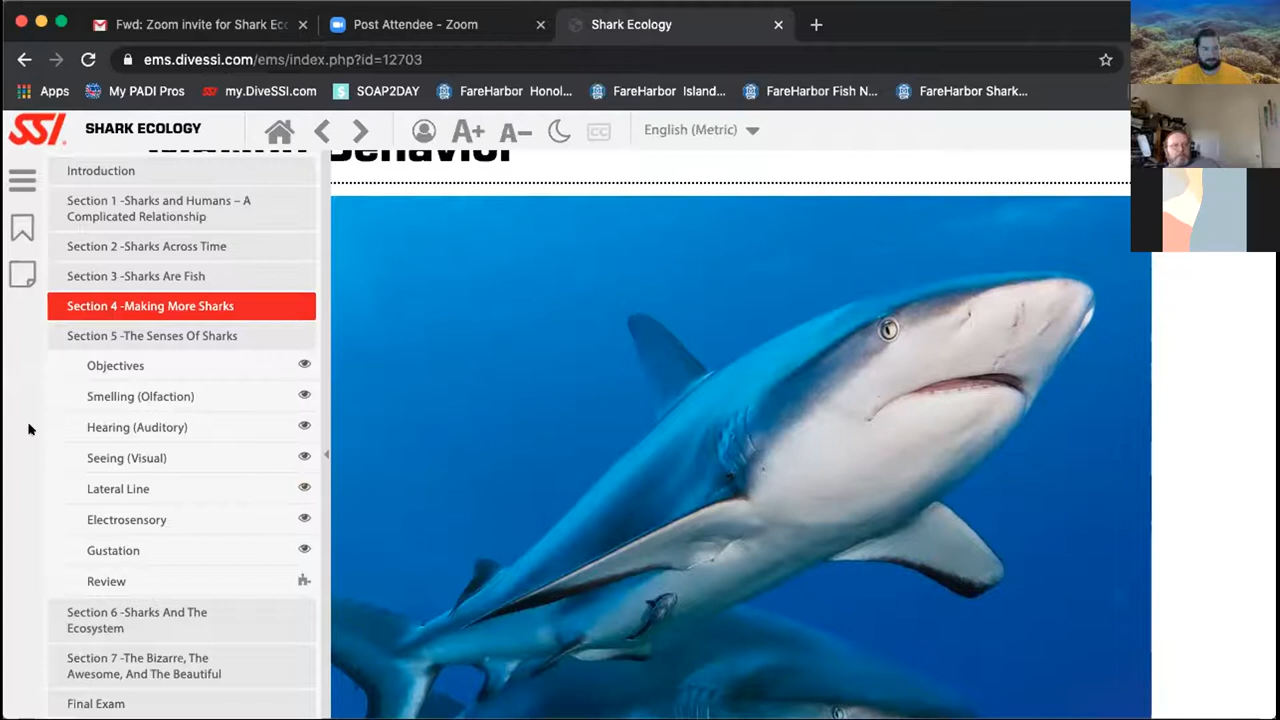 Fwd: Zoom invite for Shark Ec
Post Attendee - Zoom
Shark Ecology
ems.divessi.com/ems/index.php?id=12703
Apps
My PADI Pros
my.DiveSSI.com
SOAP2DAY
FareHarbor Honol...
FareHarbor Island...
FareHarbor Fish N...
FareHarbor Shark...
SSI
SHARK ECOLOGY
A+
A-
CC
English (Metric)
Behavior
Introduction
Section 1 -Sharks and Humans – A
Complicated Relationship
Section 2 -Sharks Across Time
Section 3 -Sharks Are Fish
Section 4 -Making More Sharks
Section 5 -The Senses Of Sharks
Objectives
Smelling (Olfaction)
Hearing (Auditory)
Seeing (Visual)
Lateral Line
Electrosensory
Gustation
Review
Section 6 -Sharks And The
Ecosystem
Section 7 -The Bizarre, The
Awesome, And The Beautiful
Final Exam